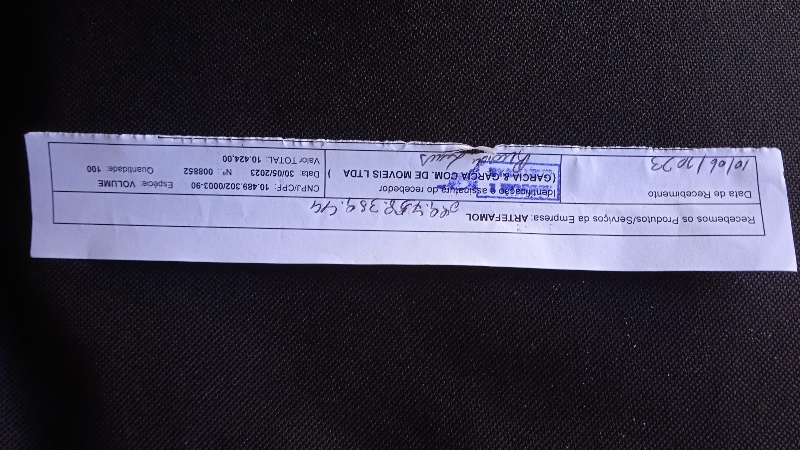 Recebemos os Produtos/Serviços da Empresa: ARTEFAMOL
Data de Recebimento
10/06/2023
Identificação e assinatura do recebedor
(GARCIA & GARCIA COM. DE MOVEIS LTDA )
CNPJ/CPF: 10.469.302/0003-90 Espécie: VOLUME
Data: 30/05/2023 Nº 008852 Quantidade: 100
Valor TOTAL: 10.424,00